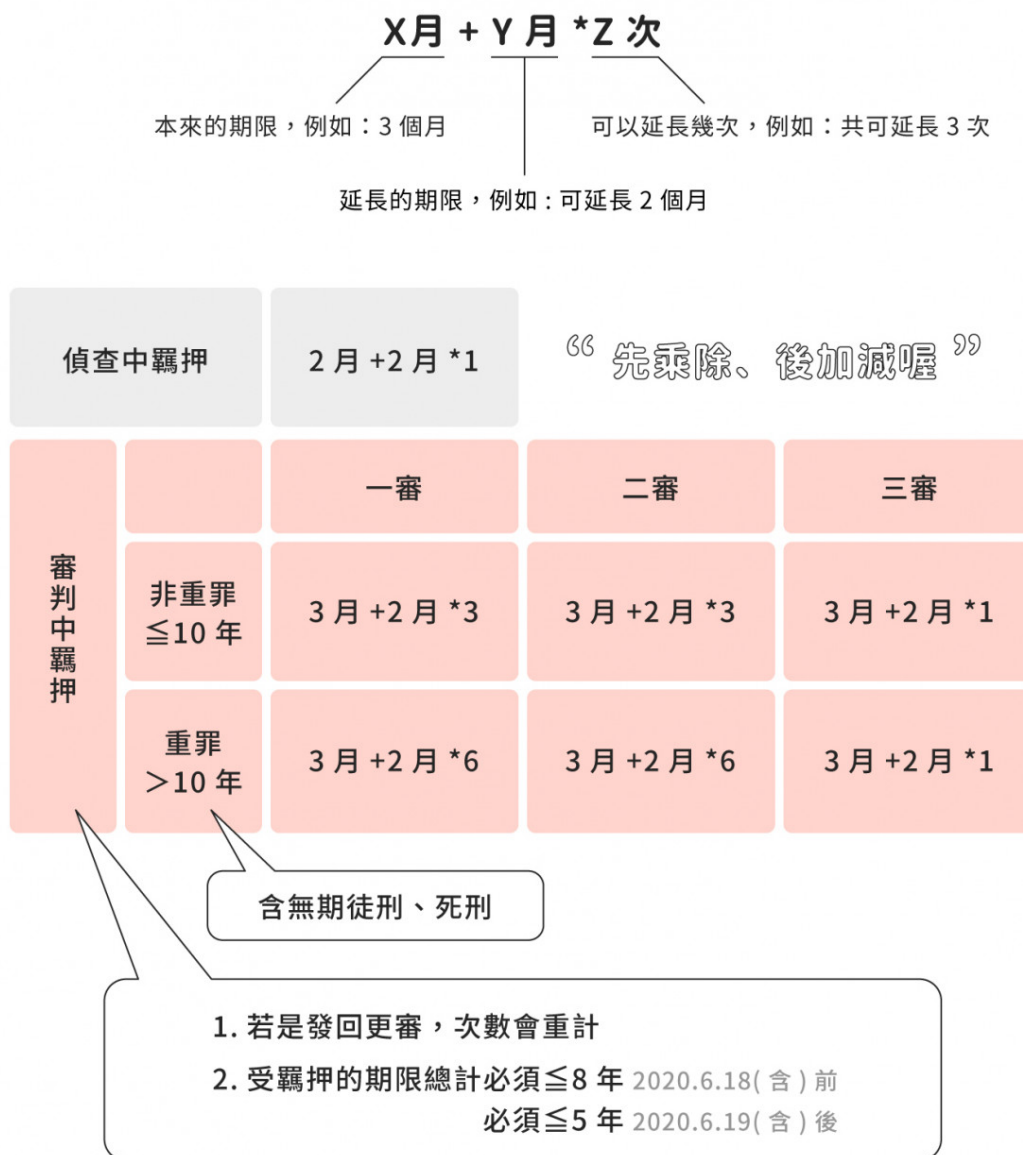 X月 + Y 月 *Z 次
本來的期限，例如：3 個月
可以延長幾次，例如：共可延長 3 次
延長的期限，例如 : 可延長 2 個月
偵查中羈押
2 月 +2 月 *1
“ 先乘除、後加減喔 ”
審判中羈押
一審
二審
三審
非重罪
≦10 年
3 月 +2 月 *3
3 月 +2 月 *3
3 月 +2 月 *1
重罪
＞10 年
3 月 +2 月 *6
3 月 +2 月 *6
3 月 +2 月 *1
含無期徒刑、死刑
1. 若是發回更審，次數會重計
2. 受羈押的期限總計必須≦8 年 2020.6.18( 含 ) 前
必須≦5 年 2020.6.19( 含 ) 後